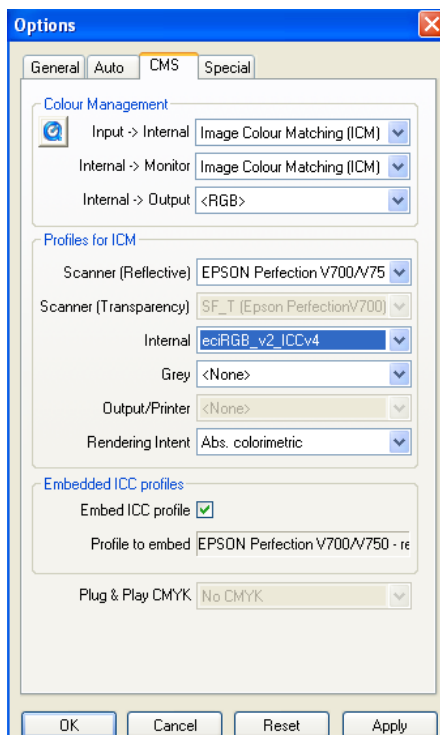 Options
General Auto CMS Special
Colour Management
Input -> Internal Image Colour Matching (ICM)
Internal -> Monitor Image Colour Matching (ICM)
Internal -> Output <RGB>
Profiles for ICM
Scanner (Reflective) EPSON Perfection V700/V75
Scanner (Transparency) SF_T (Epson PerfectionV700)
Internal eciRGB_v2_ICCv4
Grey <None>
Output/Printer <None>
Rendering Intent Abs. colorimetric
Embedded ICC profiles
Embed ICC profile
Profile to embed EPSON Perfection V700/V750 - re
Plug & Play CMYK No CMYK
OK Cancel Reset Apply